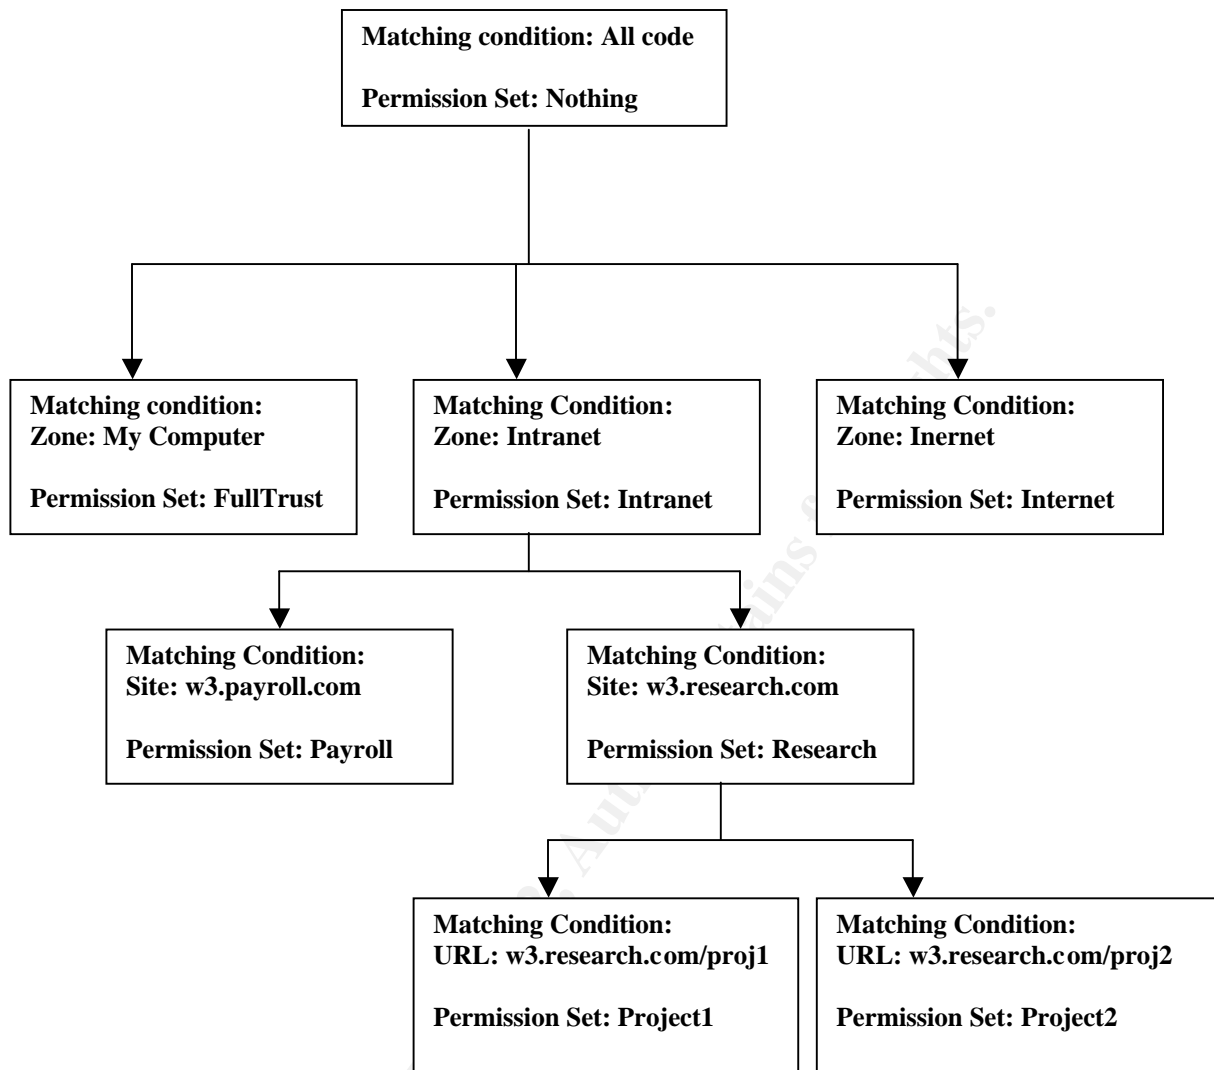 Matching condition: All code
Permission Set: Nothing
Matching condition:
Zone: My Computer
Permission Set: FullTrust
Matching Condition:
Zone: Intranet
Permission Set: Intranet
Matching Condition:
Zone: Inernet
Permission Set: Internet
Matching Condition:
Site: w3.payroll.com
Permission Set: Payroll
Matching Condition:
Site: w3.research.com
Permission Set: Research
Matching Condition:
URL: w3.research.com/proj1
Permission Set: Project1
Matching Condition:
URL: w3.research.com/proj2
Permission Set: Project2